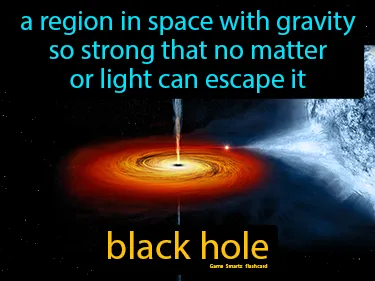 a region in space with gravity
so strong that no matter
or light can escape it
black hole
Game Smartz flashcard